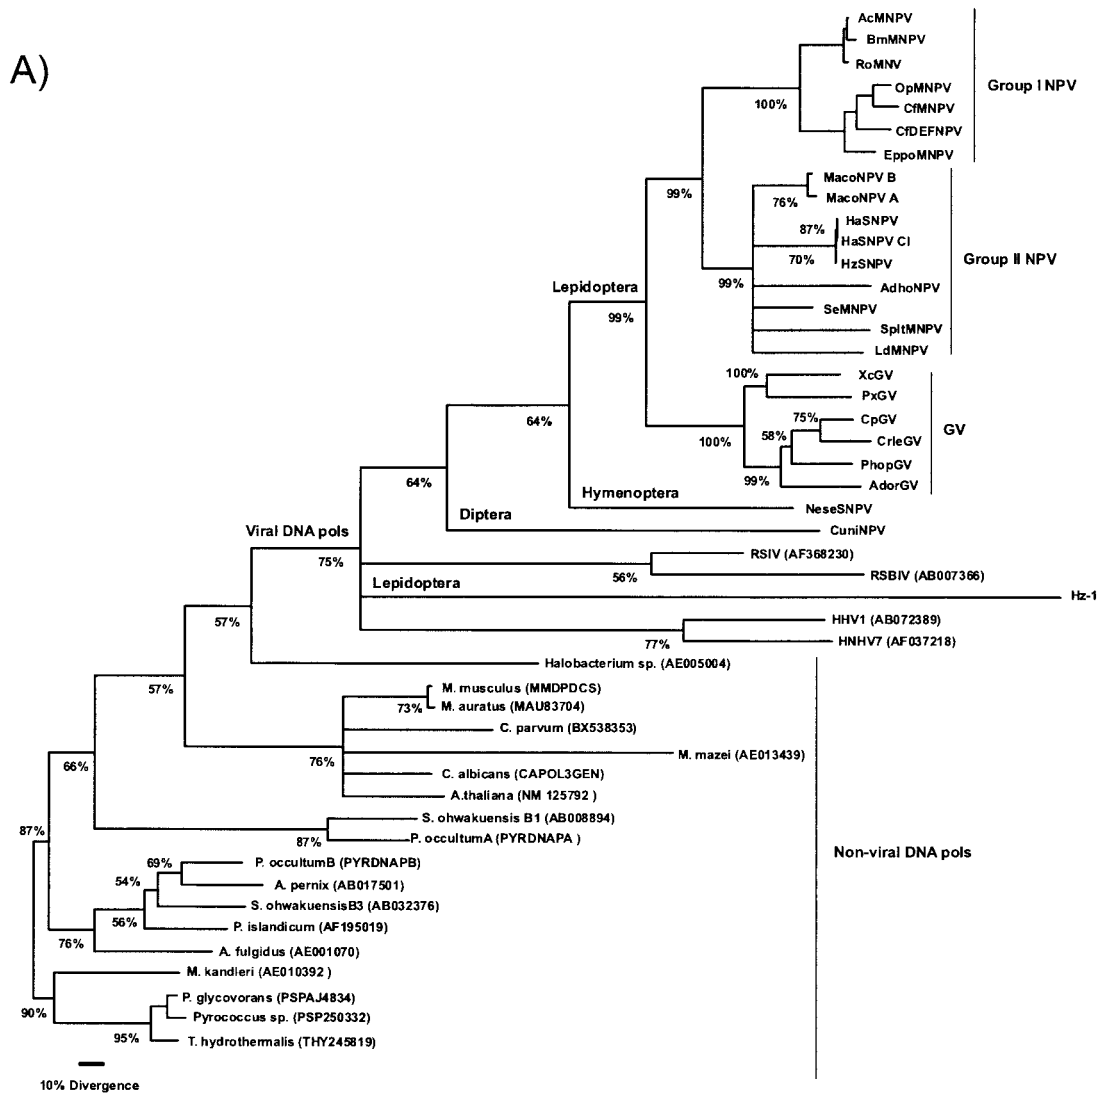 A)
AcMNPV
BmMNPV
RoMNV
OpMNPV
CfMNPV
CfDEFNPV
EppoMNPV
100%
Group I NPV
MacoNPV B
MacoNPV A
76%
HaSNPV
87%
HaSNPV CI
70%
HzSNPV
AdhoNPV
SeMNPV
SpltMNPV
LdMNPV
99%
Group II NPV
99%
Lepidoptera
99%
XcGV
100%
PxGV
CpGV
75%
CrleGV
58%
PhopGV
AdorGV
99%
100%
GV
64%
Hymenoptera
NeseSNPV
64%
Diptera
CuniNPV
Viral DNA pols
75%
RSIV (AF368230)
RSBIV (AB007366)
56%
Lepidoptera
Hz-1
HHV1 (AB072389)
HNHV7 (AF037218)
77%
57%
Halobacterium sp. (AE005004)
57%
M. musculus (MMDPDCS)
M. auratus (MAU83704)
73%
C. parvum (BX538353)
M. mazei (AE013439)
76%
C. albicans (CAPOL3GEN)
A.thaliana (NM 125792 )
66%
S. ohwakuensis B1 (AB008894)
P. occultumA (PYRDNAPA )
87%
87%
Non-viral DNA pols
P. occultumB (PYRDNAPB)
69%
A. pernix (AB017501)
54%
S. ohwakuensisB3 (AB032376)
56%
P. islandicum (AF195019)
76%
A. fulgidus (AE001070)
M. kandleri (AE010392 )
90%
P. glycovorans (PSPAJ4834)
Pyrococcus sp. (PSP250332)
95%
T. hydrothermalis (THY245819)
10% Divergence